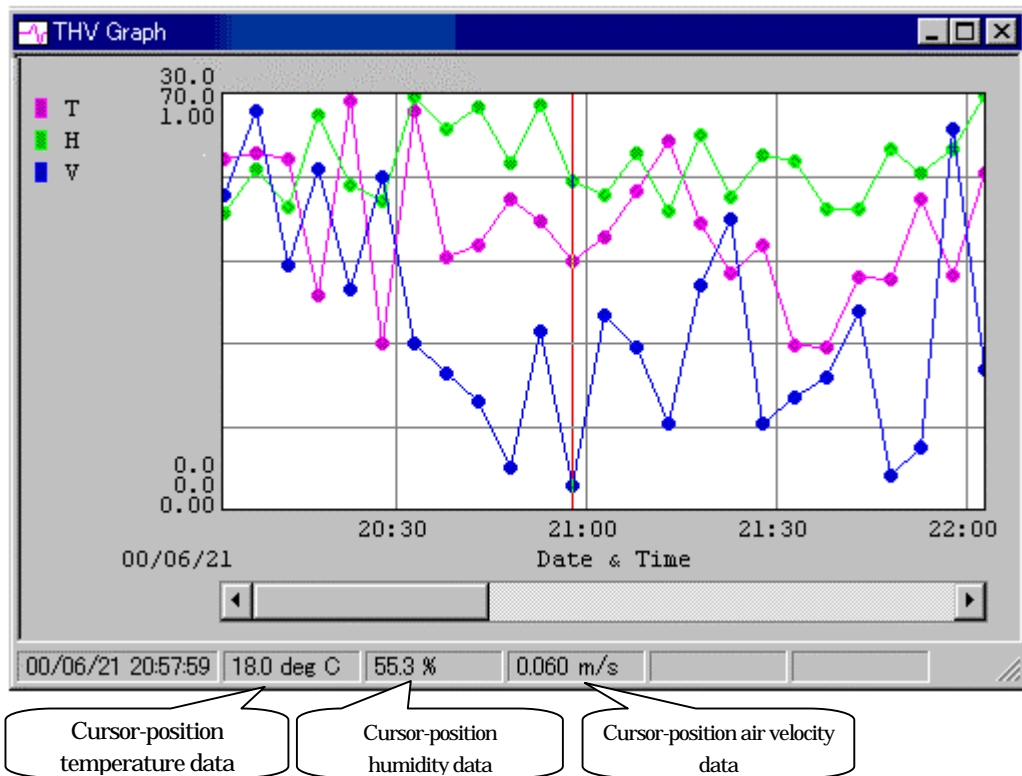 THV Graph
T
H
V
30.0
70.0
1.00
0.0
0.0
0.00
20:30 21:00 21:30 22:00
00/06/21 Date & Time
00/06/21 20:57:59 18.0 deg C 55.3 % 0.060 m/s
Cursor-position
temperature data
Cursor-position
humidity data
Cursor-position air velocity
data